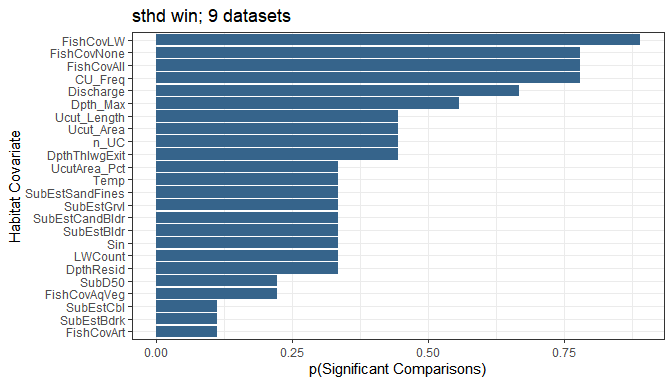 sthd win; 9 datasets
Habitat Covariate
FishCovLW
FishCovNone
FishCovAll
CU_Freq
Discharge
Dpth_Max
Ucut_Length
Ucut_Area
n_UC
DpthThlwgExit
UcutArea_Pct
Temp
SubEstSandFines
SubEstGrvl
SubEstCandBldr
SubEstBldr
Sin
LWCount
DpthResid
SubD50
FishCovAqVeg
SubEstCbl
SubEstBdrk
FishCovArt
0.00 0.25 0.50 0.75
p(Significant Comparisons)